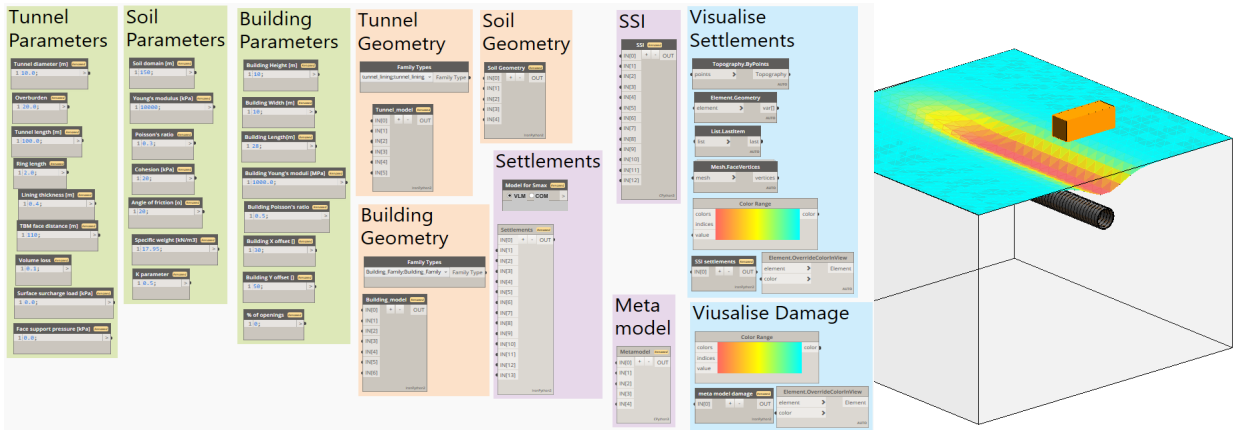 Tunnel
Parameters
Tunnel diameter [m]
1 10.0;
>
Overburden
1 20.0;
>
Tunnel length [m]
1 100.0;
>
Ring length
1 2.0;
>
Lining thickness [m]
1 0.4;
>
TBM face distance [m]
1 110;
>
Volume loss
1 0.1;
>
Surface surcharge load [kPa]
1 0.0;
>
Face support pressure [kPa]
1 0.0;
>
Soil
Parameters
Soil domain [m]
1 150;
>
Young's modulus [kPa]
1 10000;
>
Poisson's ratio
1 0.3;
>
Cohesion [kPa]
1 20;
>
Angle of friction [o]
1 20;
>
Specific weight [kN/m3]
1 17.95;
>
K parameter
1 0.5;
>
Building
Parameters
Building Height [m]
1 10;
>
Building Width [m]
1 10;
>
Building Length[m]
1 20;
>
Building Young's moduli [MPa]
1 1000.0;
>
Building Poisson's ratio
1 0.5;
>
Building X offset []
1 30;
>
Building Y offset []
1 50;
>
% of openings
1 0;
>
Tunnel
Geometry
Family Types
tunnel_lining:tunnel_lining Family Type
Tunnel_model
IN[0] + - OUT
IN[1]
IN[2]
IN[3]
IN[4]
IN[5]
Building
Geometry
Family Types
Building_Family:Building_Family Family Type
Building_model
IN[0] + - OUT
IN[1]
IN[2]
IN[3]
IN[4]
IN[5]
IN[6]
Soil
Geometry
Soil Geometry
IN[0] + - OUT
IN[1]
IN[2]
IN[3]
IN[4]
Settlements
Model for Smax
VLM COM >
Settlements
IN[0] + - OUT
IN[1]
IN[2]
IN[3]
IN[4]
IN[5]
IN[6]
IN[7]
IN[8]
IN[9]
IN[10]
IN[11]
IN[12]
IN[13]
SSI
SSI
IN[0] + - OUT
IN[1]
IN[2]
IN[3]
IN[4]
IN[5]
IN[6]
IN[7]
IN[8]
IN[9]
IN[10]
IN[11]
IN[12]
Meta
model
Metamodel
IN[0] + - OUT
IN[1]
IN[2]
IN[3]
IN[4]
Visualise
Settlements
Topography.ByPoints
points > Topography
AUTO
Element.Geometry
element > var[]
AUTO
List.LastItem
list > last
AUTO
Mesh.FaceVertices
mesh > vertices
AUTO
Color Range
colors color
indices
value
SSI settlements
IN[0] + - OUT
Element.OverrideColorInView
element > Element
color >
AUTO
Viusalise Damage
Color Range
colors color
indices
value
meta model damage
IN[0] + - OUT
Element.OverrideColorInView
element > Element
color >
AUTO